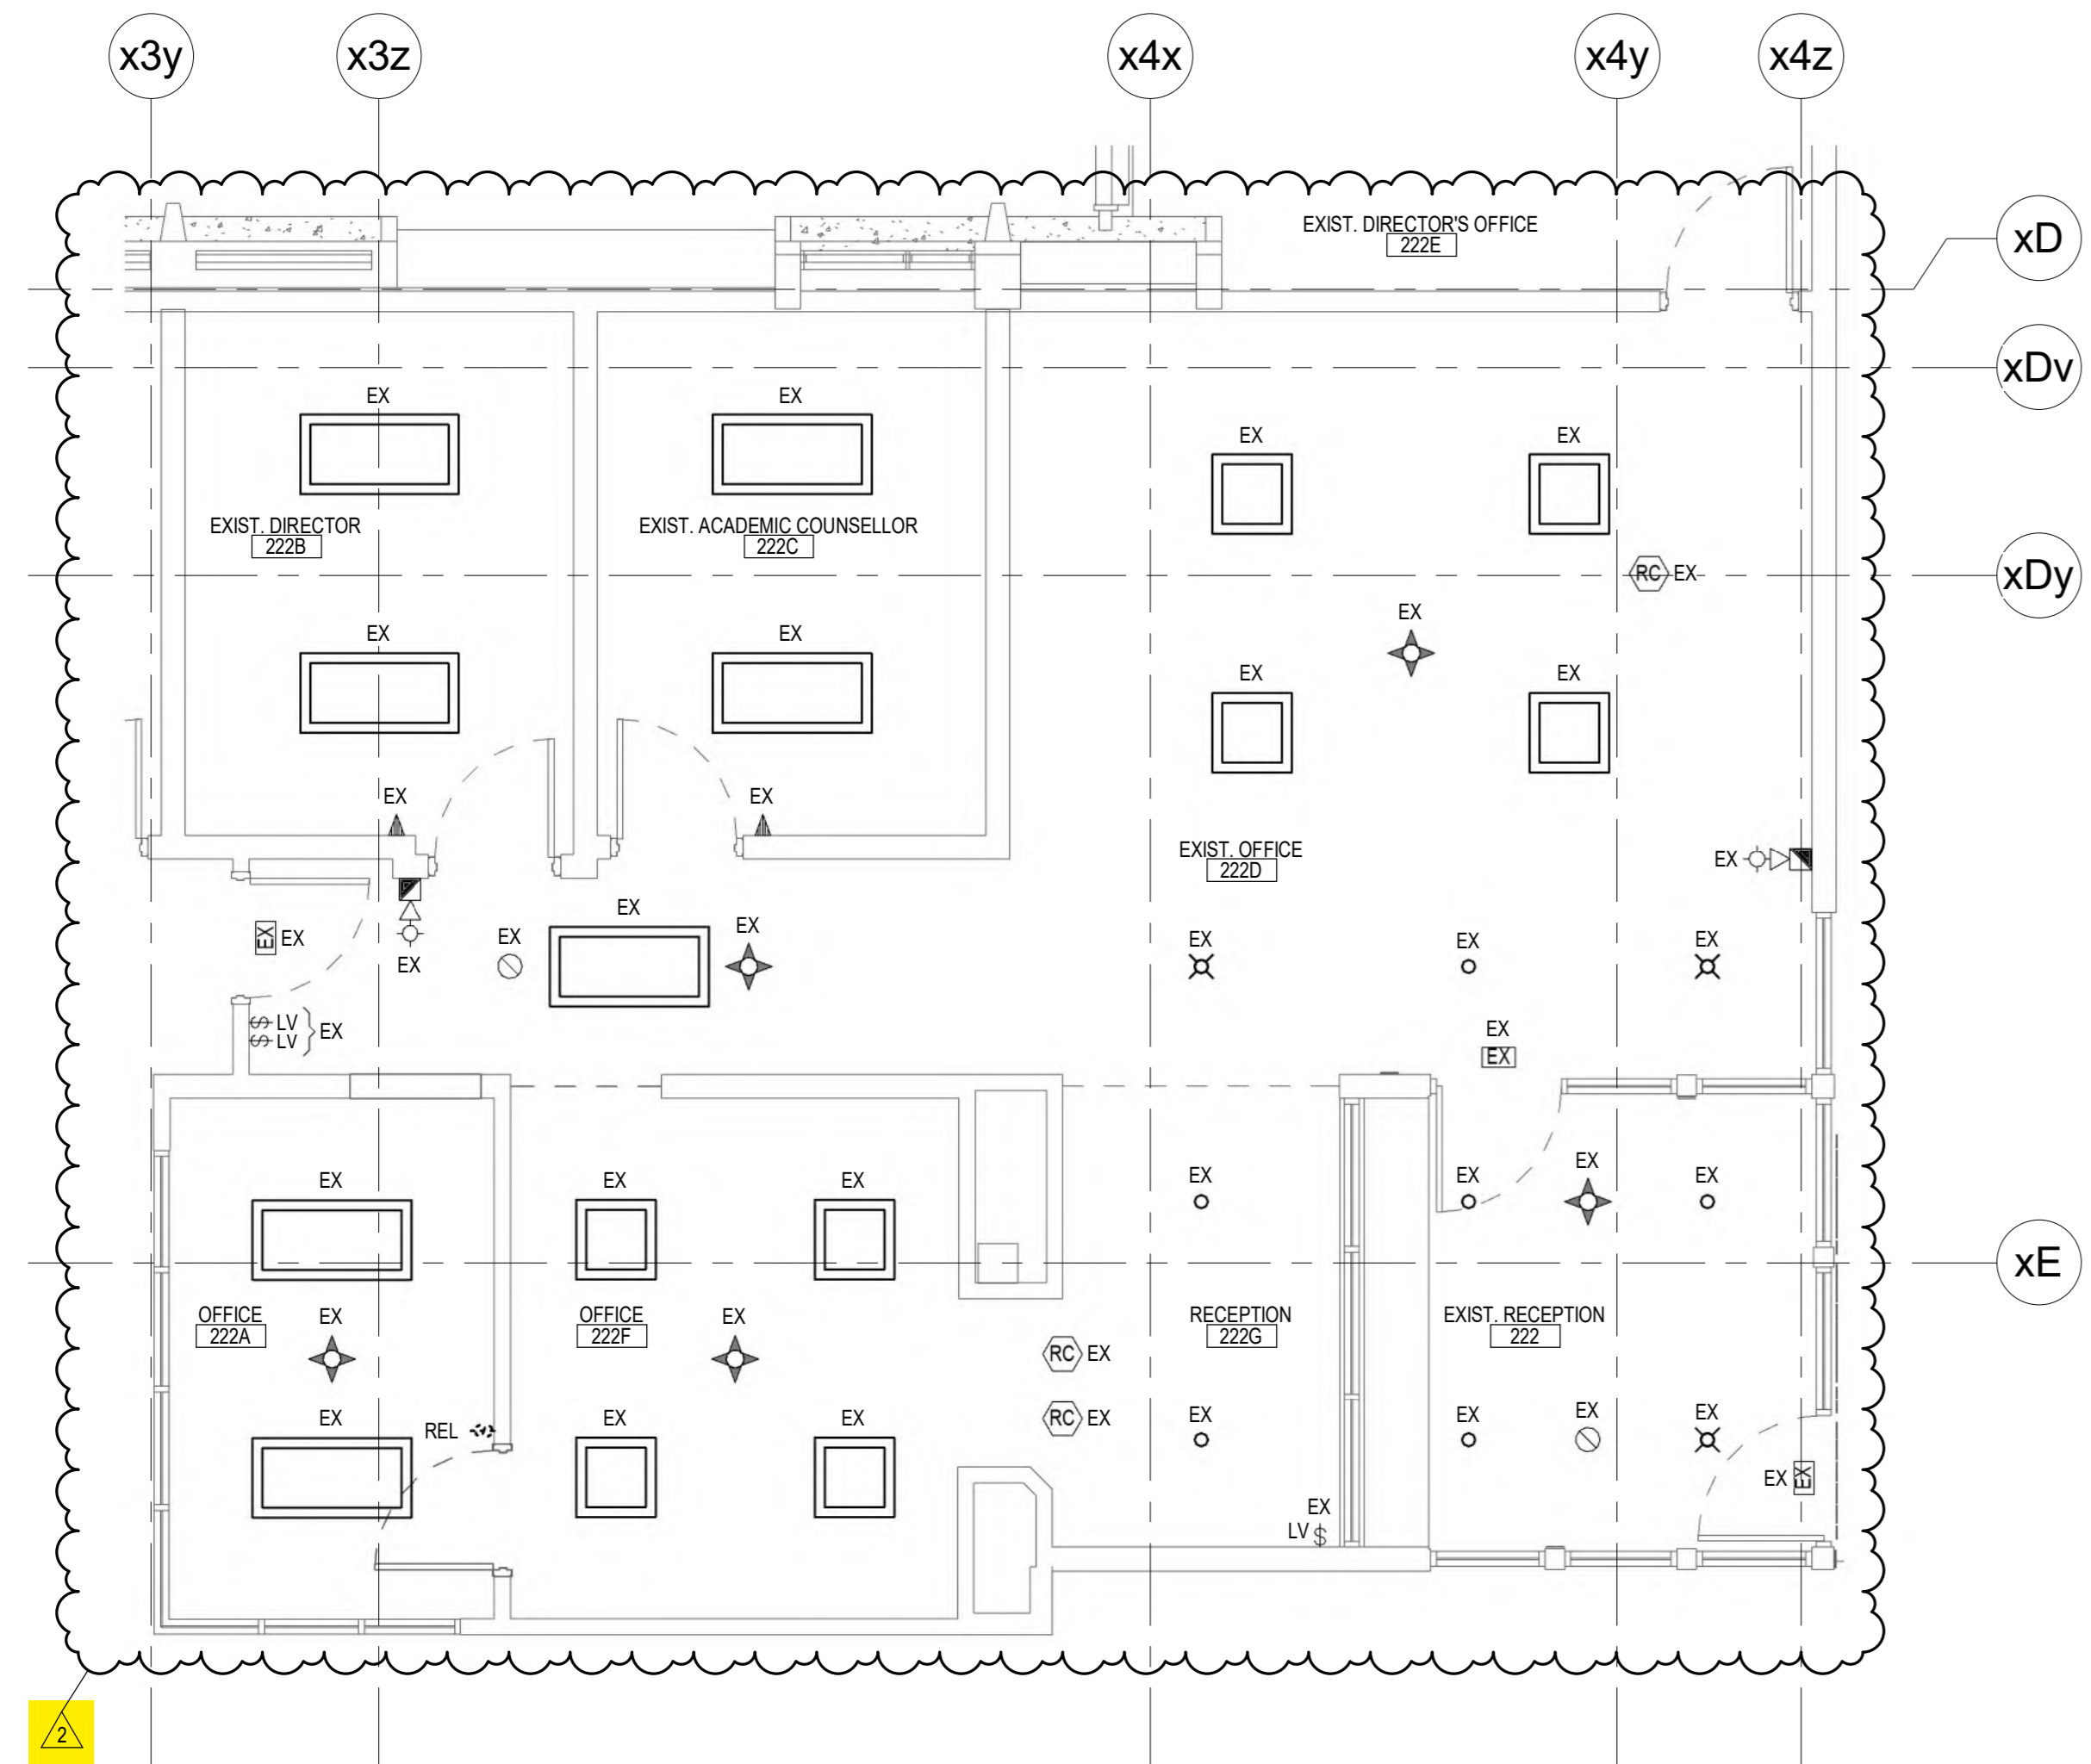 x3y x3z x4x x4y x4z
EXIST. DIRECTOR'S OFFICE
222E
xD
xDv
EX EX
EX EX
EXIST. DIRECTOR
222B
EXIST. ACADEMIC COUNSELLOR
222C
RC EX
xDy
EX
EX EX
EX EX
EX EX
EXIST. OFFICE
222D
EX
EX
EX EX
EX
EX
EX
EX
EX EX EX
LV
LV
EX
$
$
EX
EX
EX EX EX
EX EX EX EX
xE
OFFICE
222A
EX
OFFICE
222F
EX
RECEPTION
222G
EXIST. RECEPTION
222
RC EX
RC EX
EX
REL
EX EX
EX EX EX EX
EX EX
EX
LV $
2